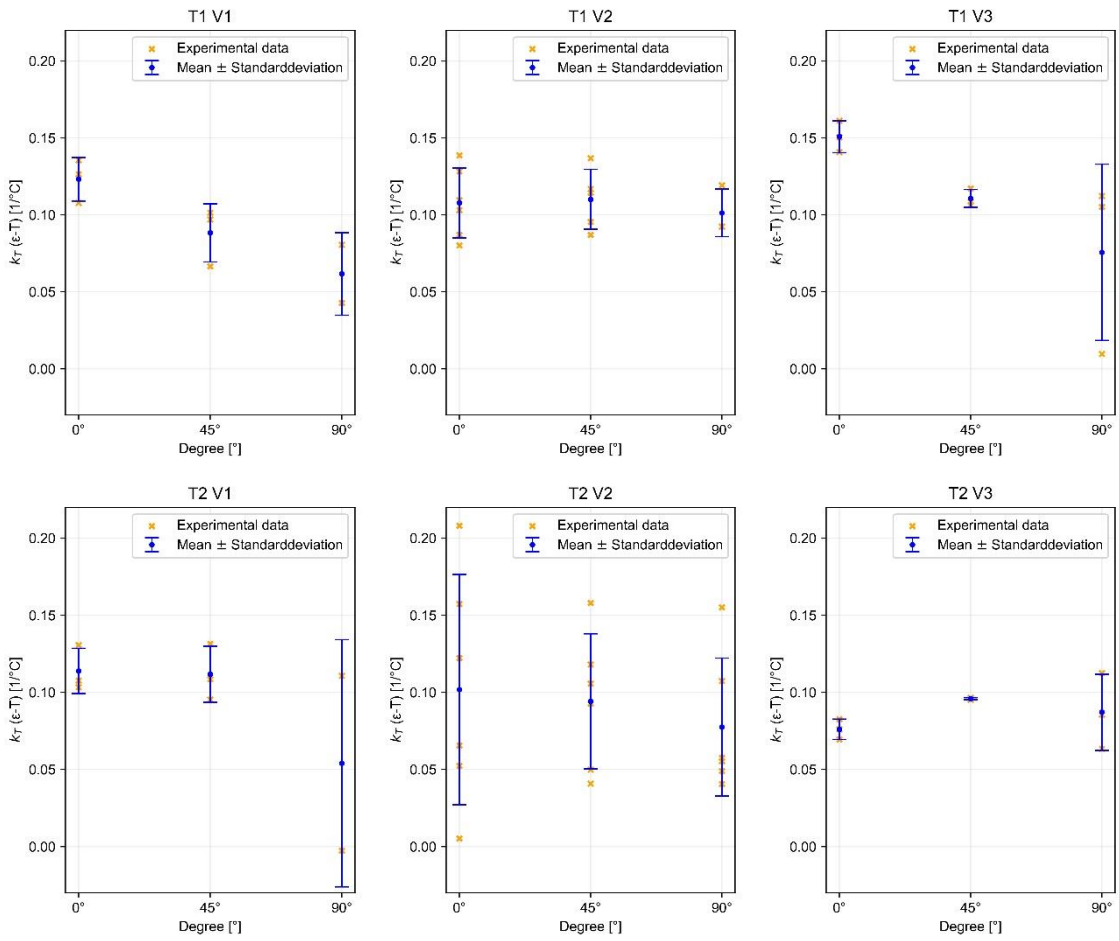 T1 V1
Experimental data
Mean ± Standarddeviation
0.20
0.15
0.10
0.05
0.00
k_T (ε-T) [1/°C]
0°
45°
90°
Degree [°]
T1 V2
Experimental data
Mean ± Standarddeviation
0.20
0.15
0.10
0.05
0.00
k_T (ε-T) [1/°C]
0°
45°
90°
Degree [°]
T1 V3
Experimental data
Mean ± Standarddeviation
0.20
0.15
0.10
0.05
0.00
k_T (ε-T) [1/°C]
0°
45°
90°
Degree [°]
T2 V1
Experimental data
Mean ± Standarddeviation
0.20
0.15
0.10
0.05
0.00
k_T (ε-T) [1/°C]
0°
45°
90°
Degree [°]
T2 V2
Experimental data
Mean ± Standarddeviation
0.20
0.15
0.10
0.05
0.00
k_T (ε-T) [1/°C]
0°
45°
90°
Degree [°]
T2 V3
Experimental data
Mean ± Standarddeviation
0.20
0.15
0.10
0.05
0.00
k_T (ε-T) [1/°C]
0°
45°
90°
Degree [°]